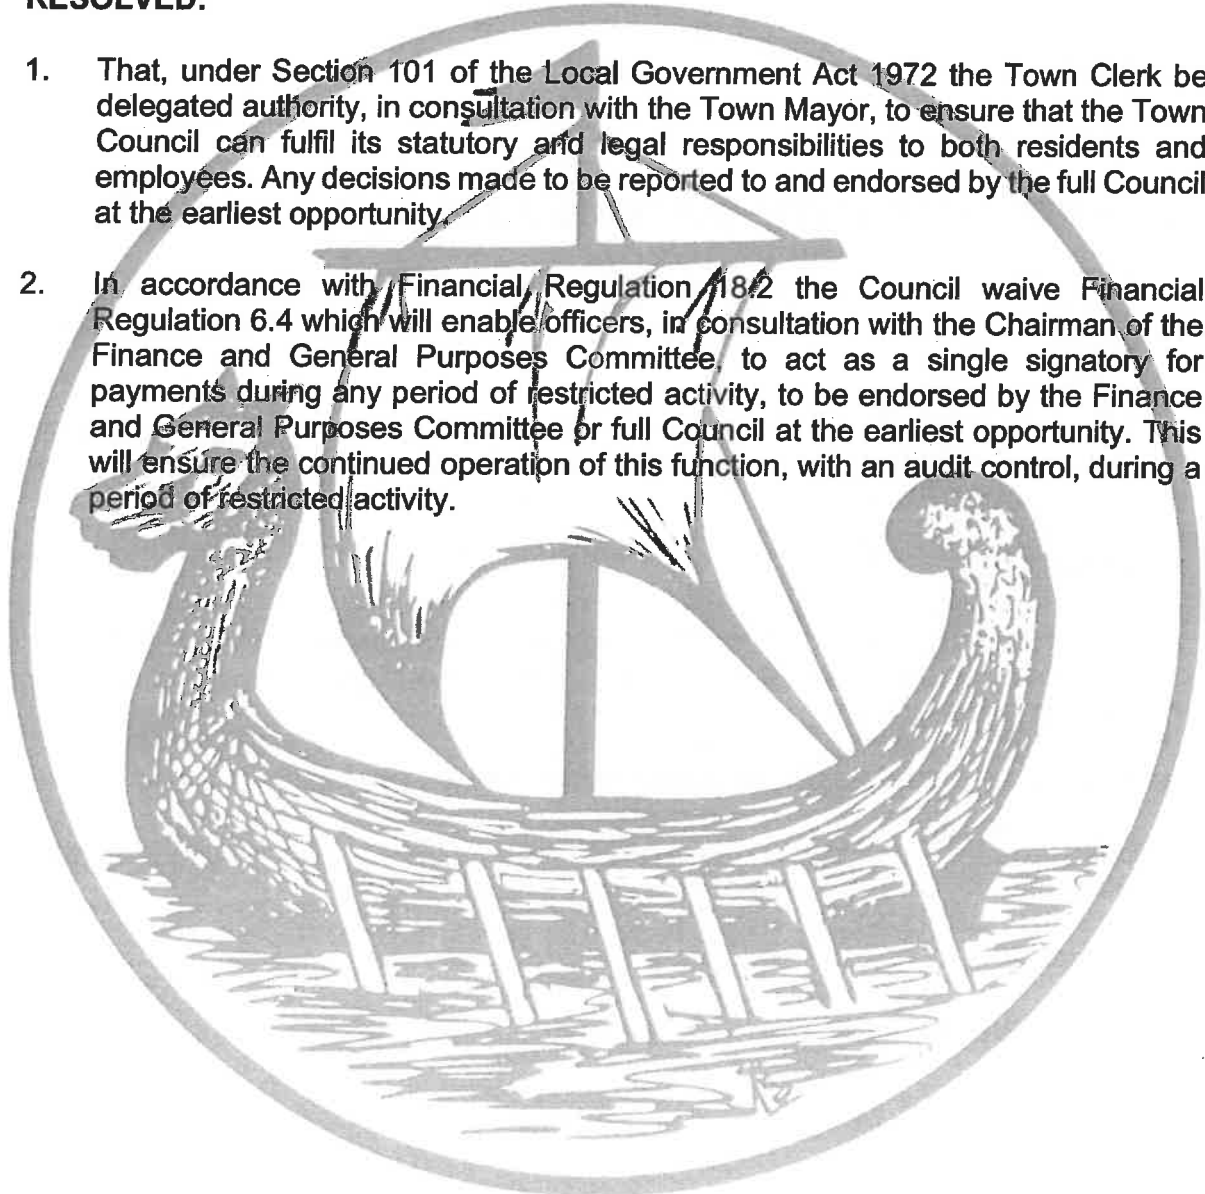 RESOLVED:
1. That, under Section 101 of the Local Government Act 1972 the Town Clerk be
delegated authority, in consultation with the Town Mayor, to ensure that the Town
Council can fulfil its statutory and legal responsibilities to both residents and
employees. Any decisions made to be reported to and endorsed by the full Council
at the earliest opportunity.
2. In accordance with Financial Regulation 18.2 the Council waive Financial
Regulation 6.4 which will enable officers, in consultation with the Chairman of the
Finance and General Purposes Committee, to act as a single signatory for
payments during any period of restricted activity, to be endorsed by the Finance
and General Purposes Committee or full Council at the earliest opportunity. This
will ensure the continued operation of this function, with an audit control, during a
period of restricted activity.